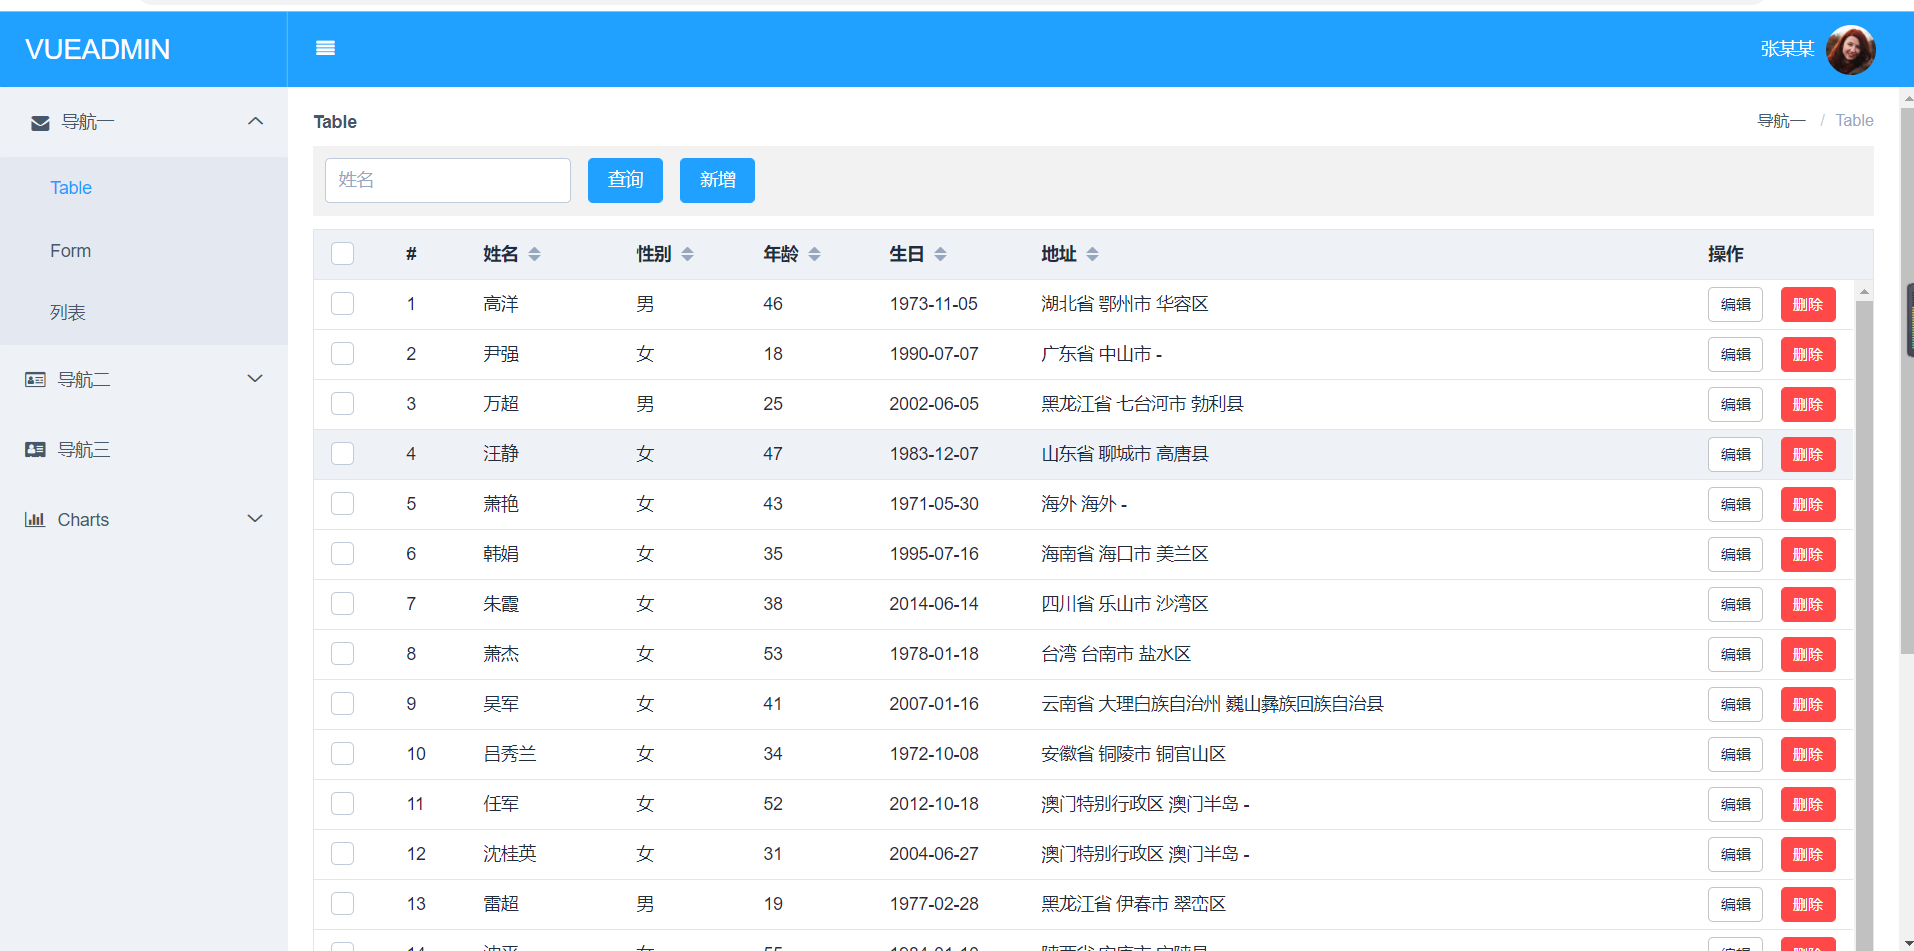 VUEADMIN
张某某
导航一
Table
Form
列表
导航二
导航三
Charts
Table
导航一 / Table
姓名 查询 新增
# 姓名 性别 年龄 生日 地址 操作
1 高洋 男 46 1973-11-05 湖北省 鄂州市 华容区 编辑 删除
2 尹强 女 18 1990-07-07 广东省 中山市 - 编辑 删除
3 万超 男 25 2002-06-05 黑龙江省 七台河市 勃利县 编辑 删除
4 汪静 女 47 1983-12-07 山东省 聊城市 高唐县 编辑 删除
5 萧艳 女 43 1971-05-30 海外 海外 - 编辑 删除
6 韩娟 女 35 1995-07-16 海南省 海口市 美兰区 编辑 删除
7 朱霞 女 38 2014-06-14 四川省 乐山市 沙湾区 编辑 删除
8 萧杰 女 53 1978-01-18 台湾 台南市 盐水区 编辑 删除
9 吴军 女 41 2007-01-16 云南省 大理白族自治州 巍山彝族回族自治县 编辑 删除
10 吕秀兰 女 34 1972-10-08 安徽省 铜陵市 铜官山区 编辑 删除
11 任军 女 52 2012-10-18 澳门特别行政区 澳门半岛 - 编辑 删除
12 沈桂英 女 31 2004-06-27 澳门特别行政区 澳门半岛 - 编辑 删除
13 雷超 男 19 1977-02-28 黑龙江省 伊春市 翠峦区 编辑 删除